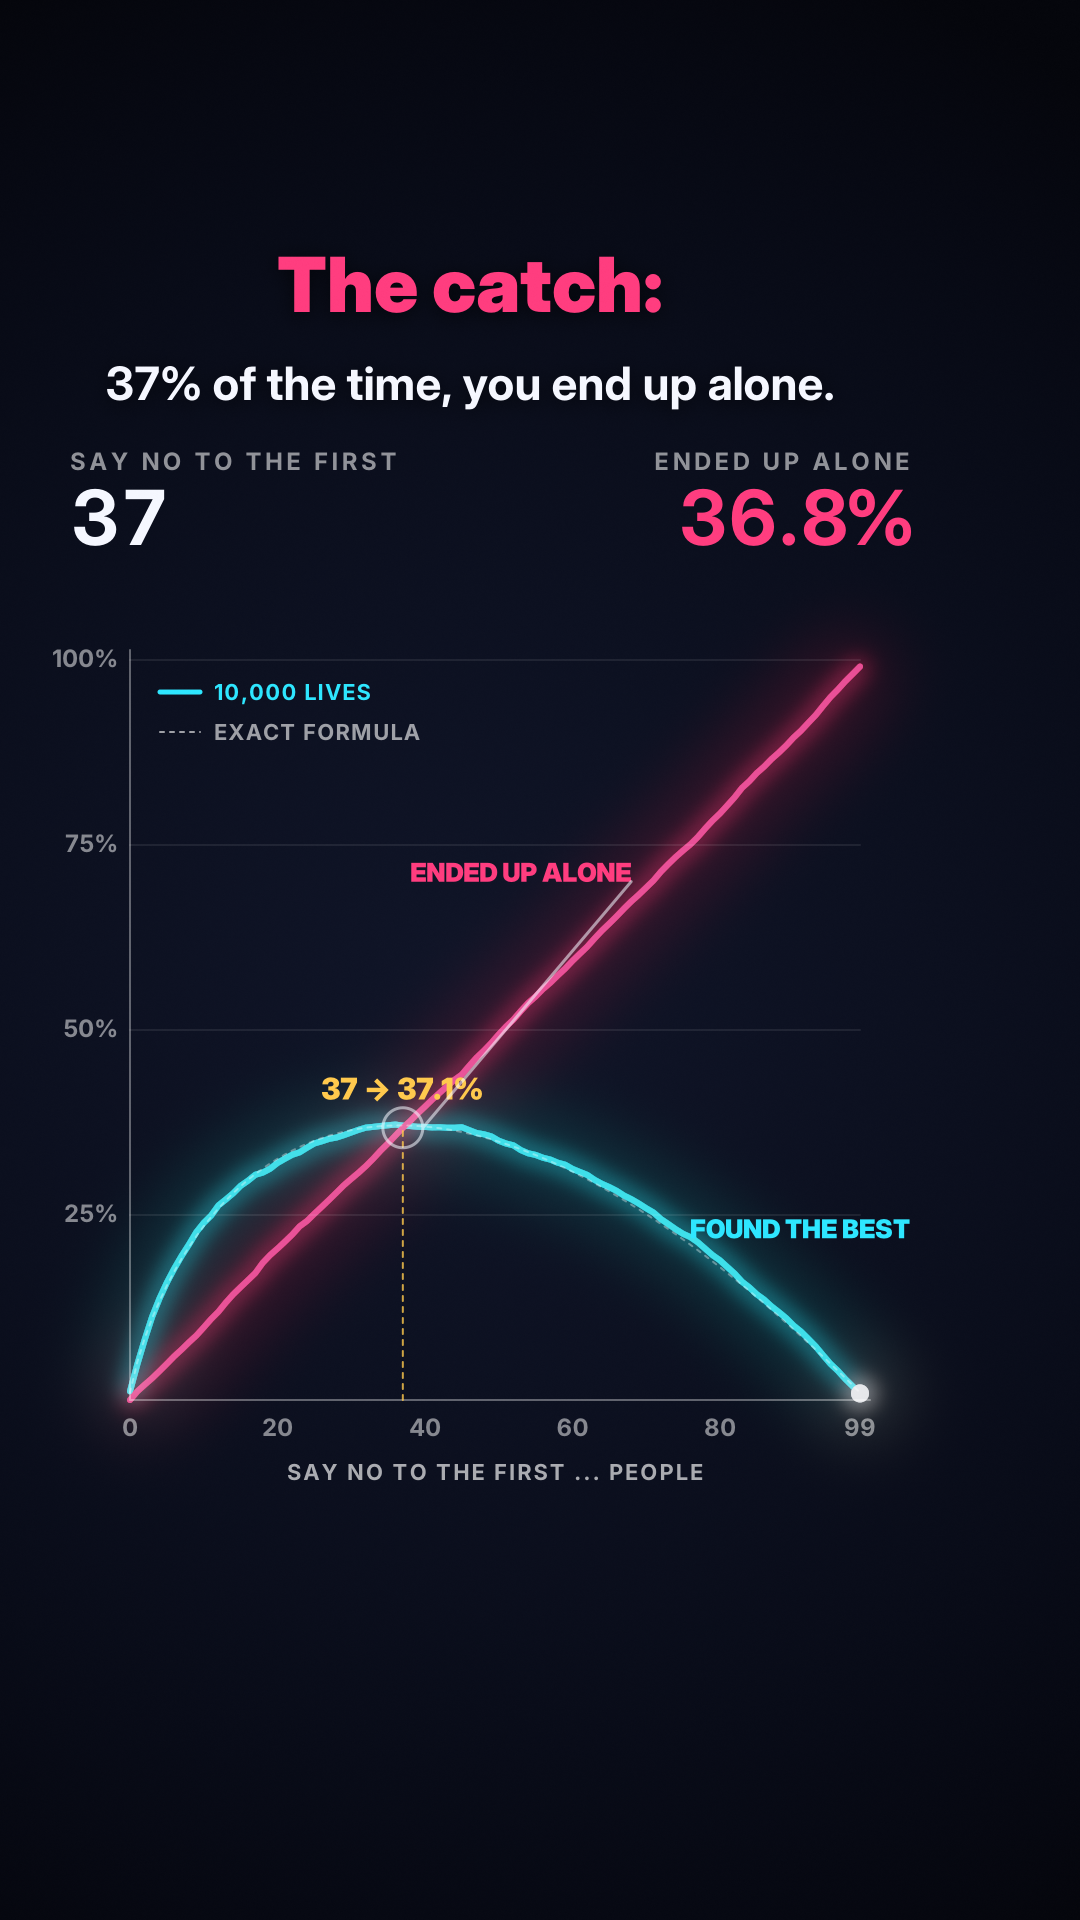 The catch:
37% of the time, you end up alone.
SAY NO TO THE FIRST
37
ENDED UP ALONE
36.8%
100%
10,000 LIVES
EXACT FORMULA
75%
ENDED UP ALONE
50%
37 → 37.1%
25%
FOUND THE BEST
0 20 40 60 80 99
SAY NO TO THE FIRST ... PEOPLE